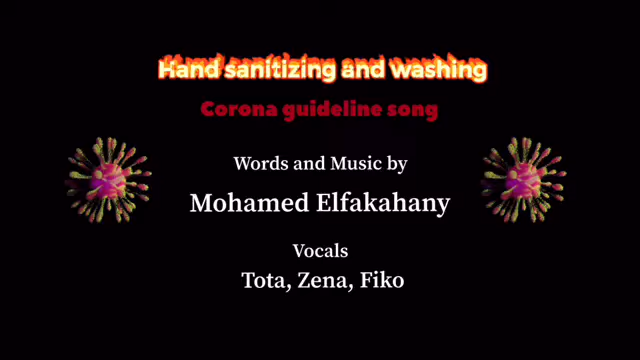 Hand sanitizing and washing
Corona guideline song
Words and Music by
Mohamed Elfakahany
Vocals
Tota, Zena, Fiko